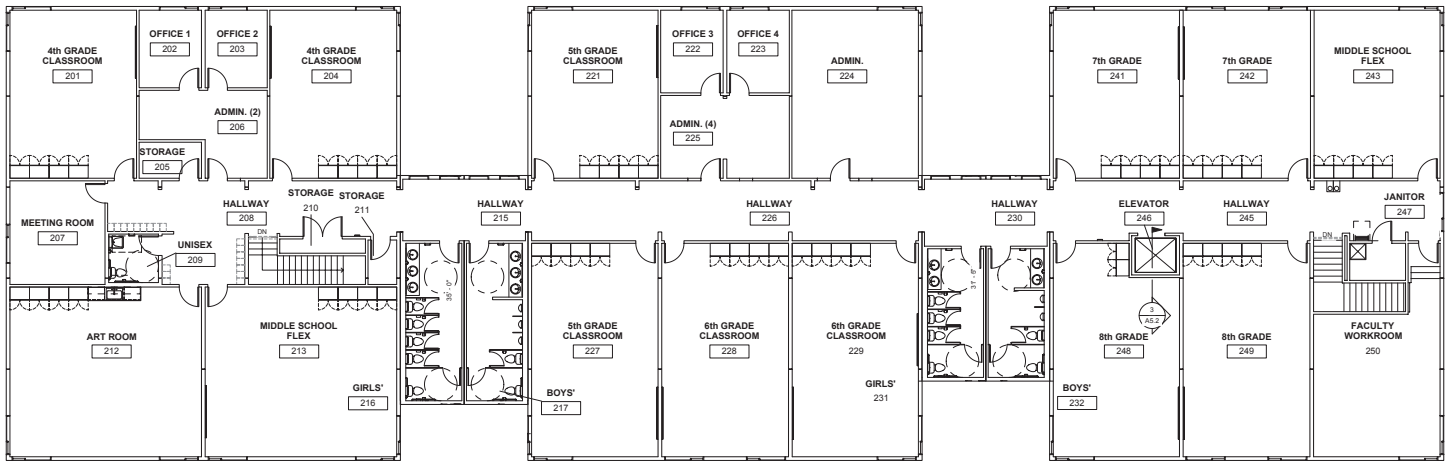 4th GRADE
CLASSROOM
201
OFFICE 1
202
OFFICE 2
203
4th GRADE
CLASSROOM
204
ADMIN. (2)
206
STORAGE
205
5th GRADE
CLASSROOM
221
OFFICE 3
222
OFFICE 4
223
ADMIN.
224
ADMIN. (4)
225
7th GRADE
241
7th GRADE
242
MIDDLE SCHOOL
FLEX
243
MEETING ROOM
207
HALLWAY
208
STORAGE
210
STORAGE
211
HALLWAY
215
HALLWAY
226
HALLWAY
230
ELEVATOR
246
HALLWAY
245
JANITOR
247
UNISEX
209
DN
DN
35' - 0"
31' - 6"
3
A5.2
ART ROOM
212
MIDDLE SCHOOL
FLEX
213
GIRLS'
216
BOYS'
217
5th GRADE
CLASSROOM
227
6th GRADE
CLASSROOM
228
6th GRADE
CLASSROOM
229
GIRLS'
231
BOYS'
232
8th GRADE
248
8th GRADE
249
FACULTY
WORKROOM
250